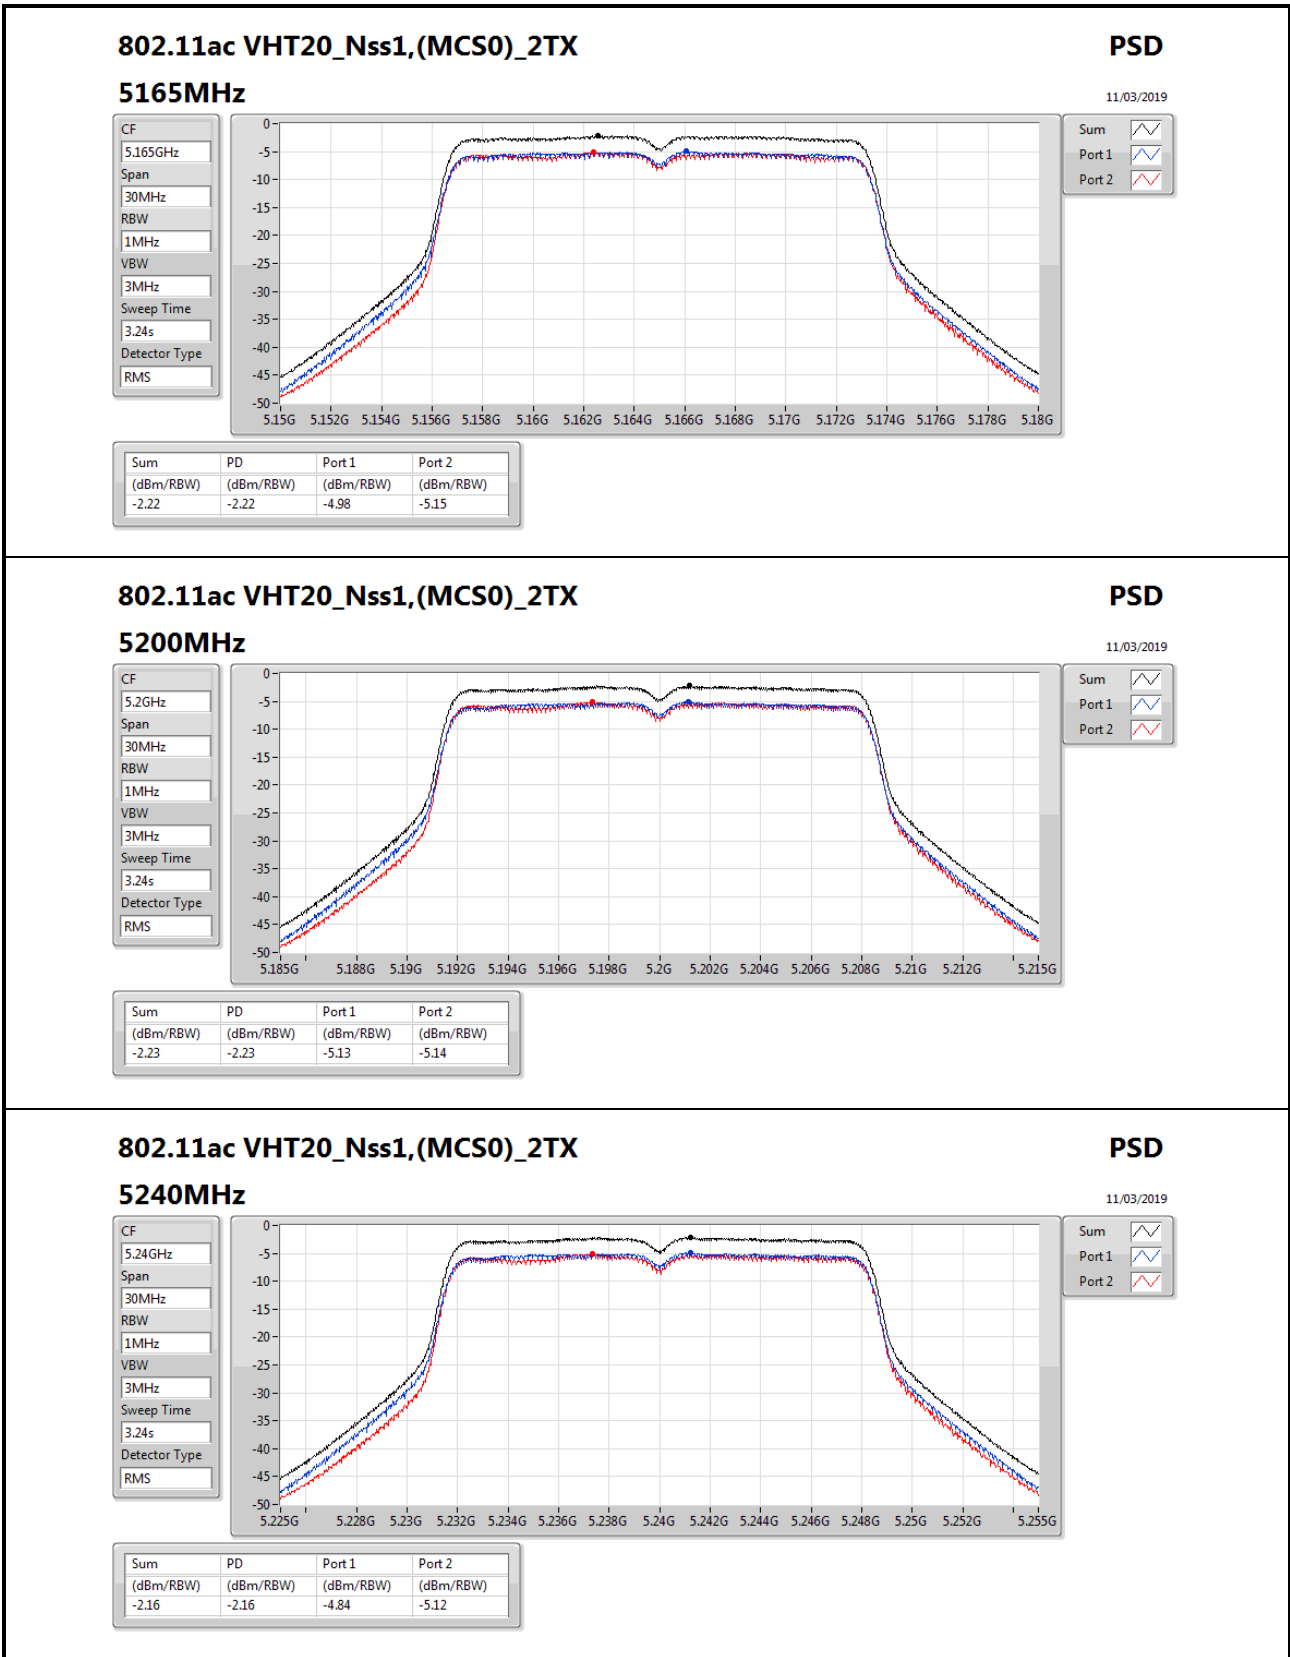 802.11ac VHT20_Nss1,(MCS0)_2TX PSD
5165MHz 11/03/2019
CF
5.165GHz
Span
30MHz
RBW
1MHz
VBW
3MHz
Sweep Time
3.24s
Detector Type
RMS
0
-5
-10
-15
-20
-25
-30
-35
-40
-45
-50
5.15G 5.152G 5.154G 5.156G 5.158G 5.16G 5.162G 5.164G 5.166G 5.168G 5.17G 5.172G 5.174G 5.176G 5.178G 5.18G
Sum
Port 1
Port 2
Sum PD Port 1 Port 2
(dBm/RBW) (dBm/RBW) (dBm/RBW) (dBm/RBW)
-2.22 -2.22 -4.98 -5.15
802.11ac VHT20_Nss1,(MCS0)_2TX PSD
5200MHz 11/03/2019
CF
5.2GHz
Span
30MHz
RBW
1MHz
VBW
3MHz
Sweep Time
3.24s
Detector Type
RMS
0
-5
-10
-15
-20
-25
-30
-35
-40
-45
-50
5.185G 5.188G 5.19G 5.192G 5.194G 5.196G 5.198G 5.2G 5.202G 5.204G 5.206G 5.208G 5.21G 5.212G 5.215G
Sum
Port 1
Port 2
Sum PD Port 1 Port 2
(dBm/RBW) (dBm/RBW) (dBm/RBW) (dBm/RBW)
-2.23 -2.23 -5.13 -5.14
802.11ac VHT20_Nss1,(MCS0)_2TX PSD
5240MHz 11/03/2019
CF
5.24GHz
Span
30MHz
RBW
1MHz
VBW
3MHz
Sweep Time
3.24s
Detector Type
RMS
0
-5
-10
-15
-20
-25
-30
-35
-40
-45
-50
5.225G 5.228G 5.23G 5.232G 5.234G 5.236G 5.238G 5.24G 5.242G 5.244G 5.246G 5.248G 5.25G 5.252G 5.255G
Sum
Port 1
Port 2
Sum PD Port 1 Port 2
(dBm/RBW) (dBm/RBW) (dBm/RBW) (dBm/RBW)
-2.16 -2.16 -4.84 -5.12